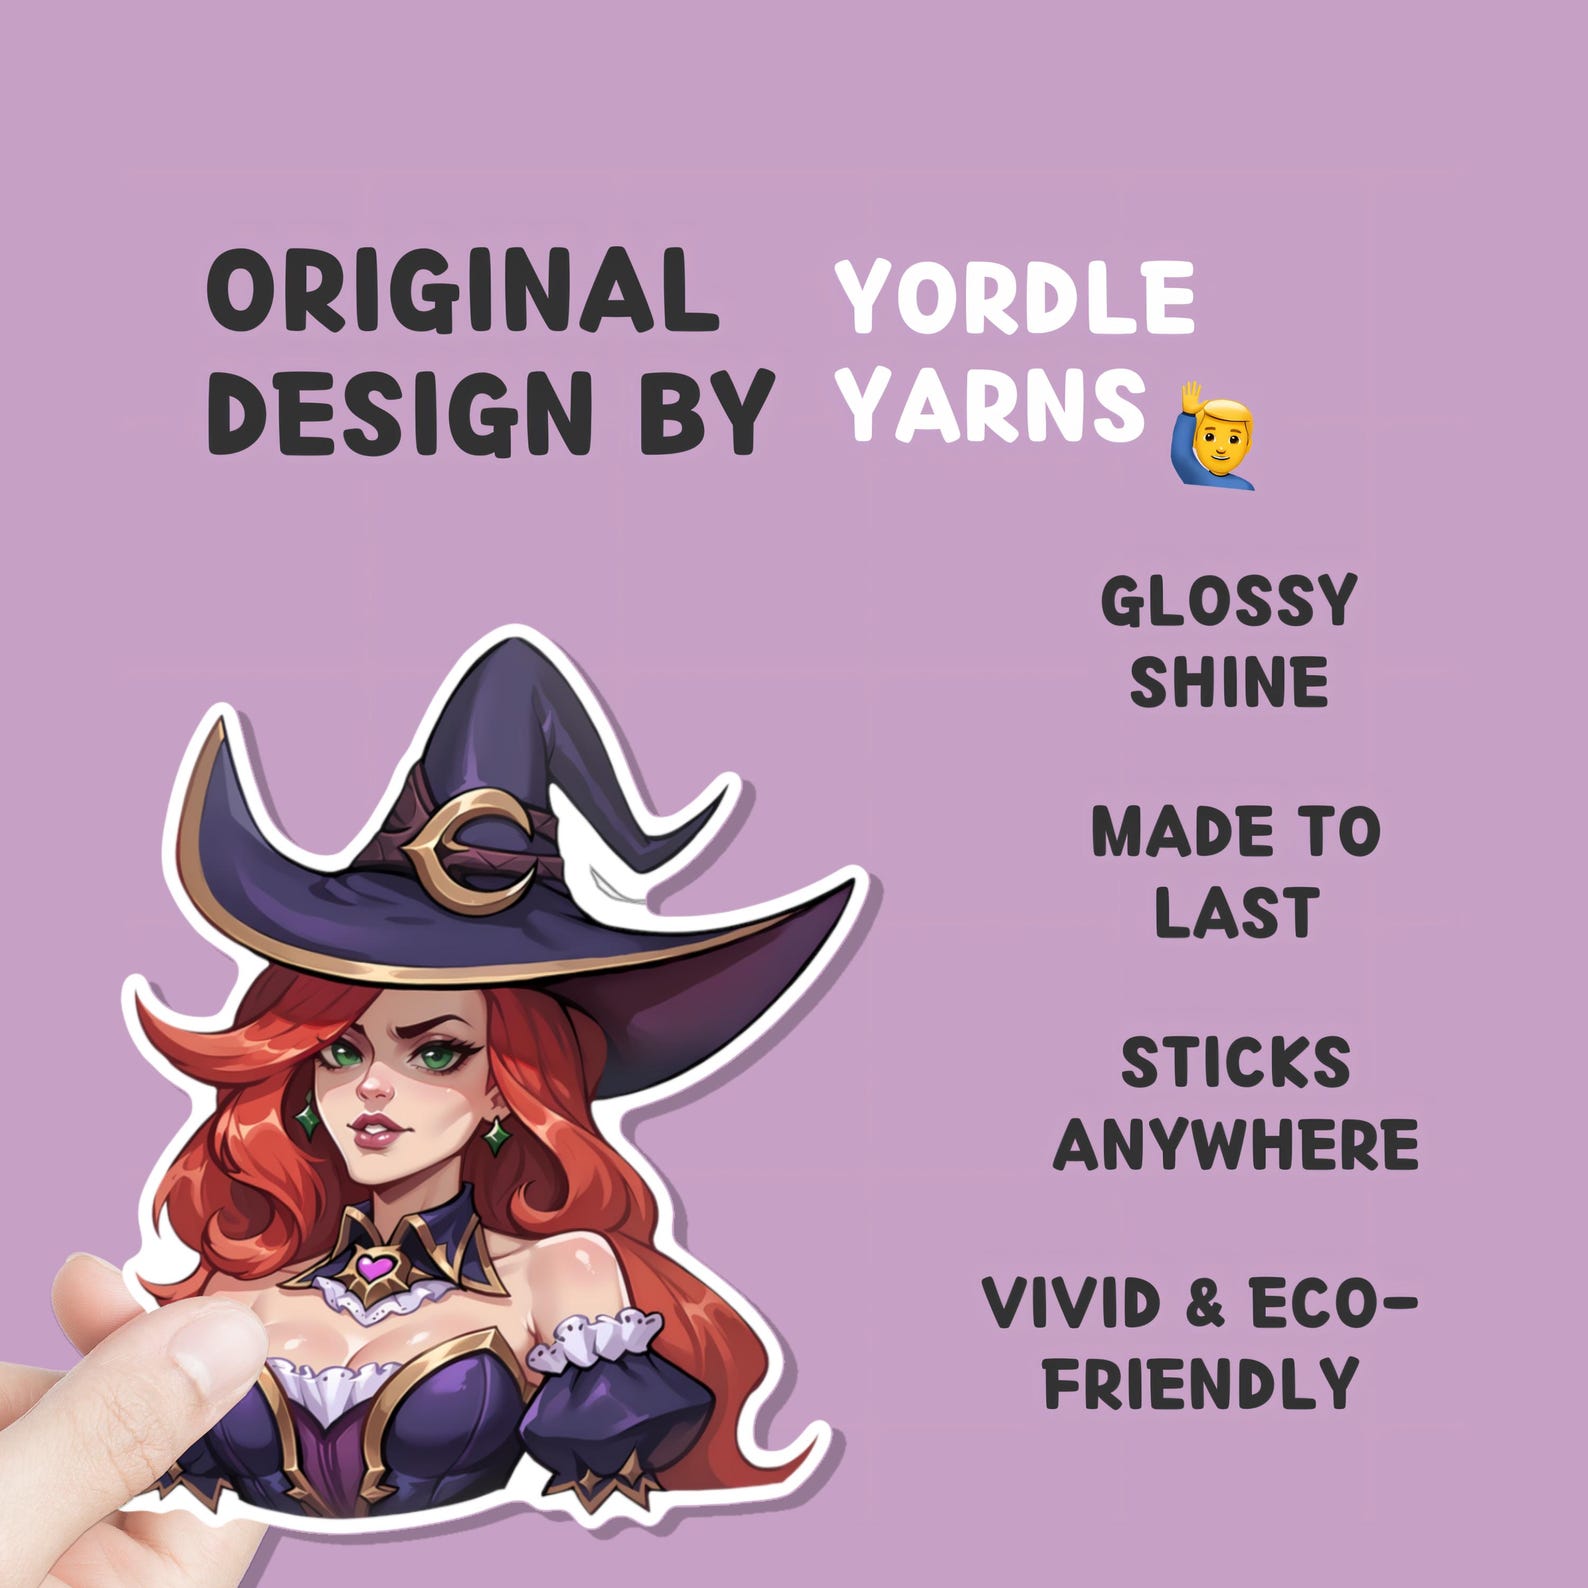 ORIGINAL
DESIGN BY
YORDLE
YARNS
GLOSSY
SHINE
MADE TO
LAST
STICKS
ANYWHERE
VIVID & ECO-
FRIENDLY